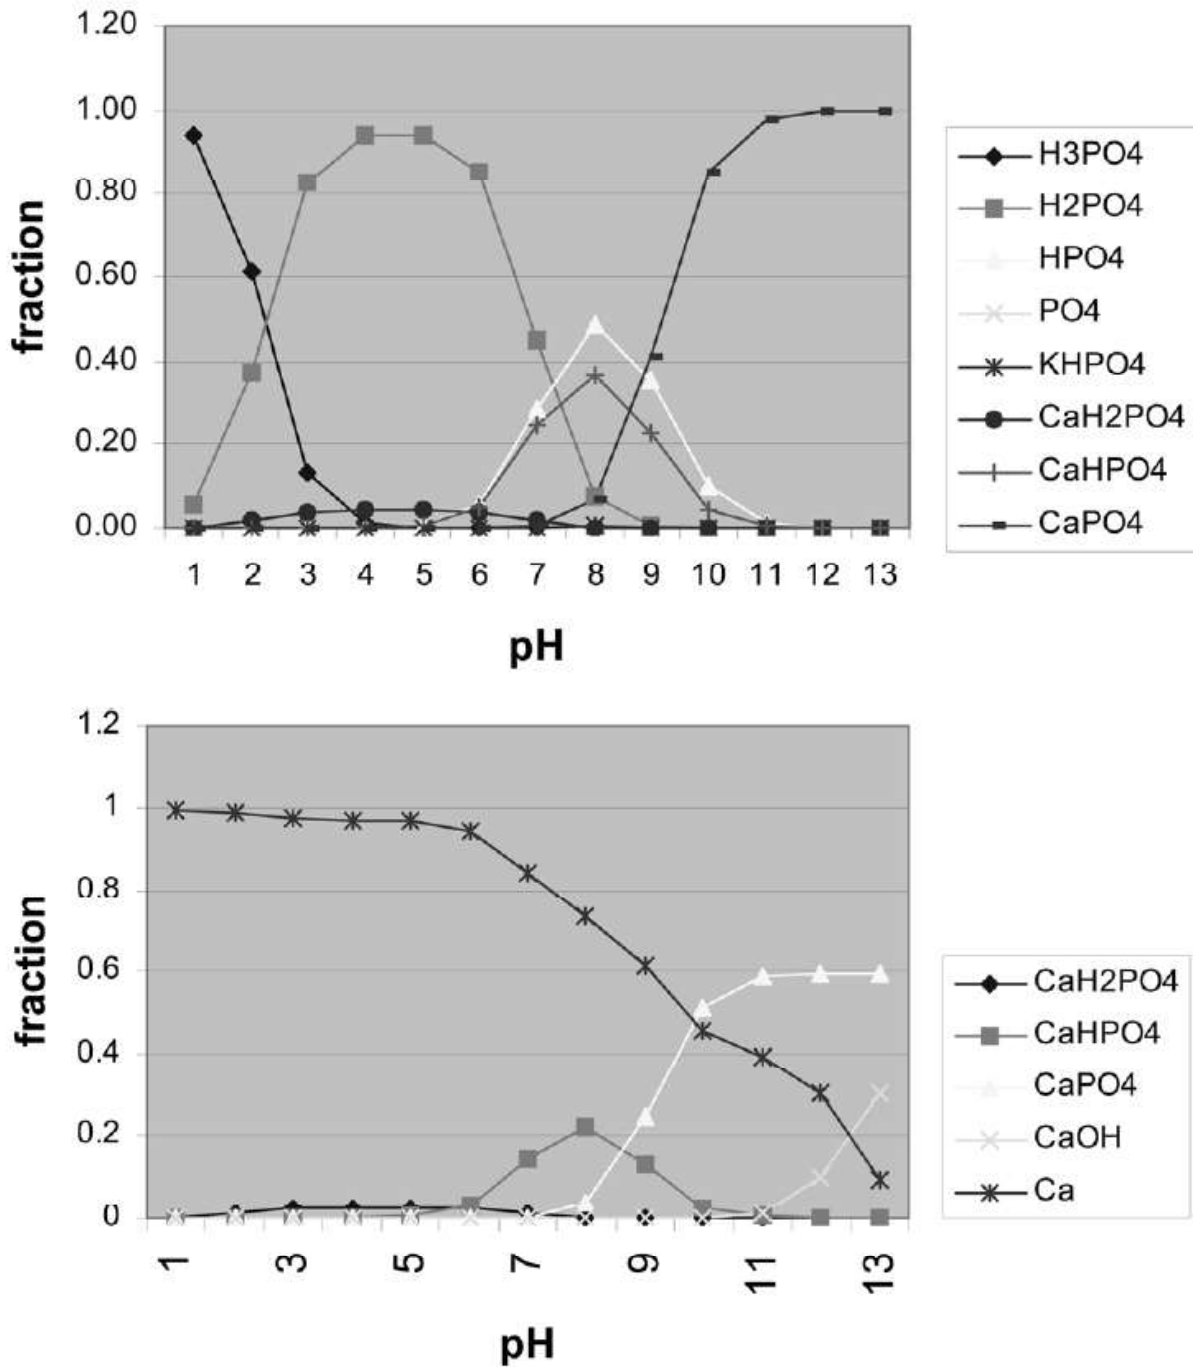 1.20
1.00
0.80
0.60
0.40
0.20
0.00
fraction
1 2 3 4 5 6 7 8 9 10 11 12 13
pH
H3PO4
H2PO4
HPO4
PO4
KHPO4
CaH2PO4
CaHPO4
CaPO4
1.2
1
0.8
0.6
0.4
0.2
0
fraction
1 3 5 7 9 11 13
pH
CaH2PO4
CaHPO4
CaPO4
CaOH
Ca